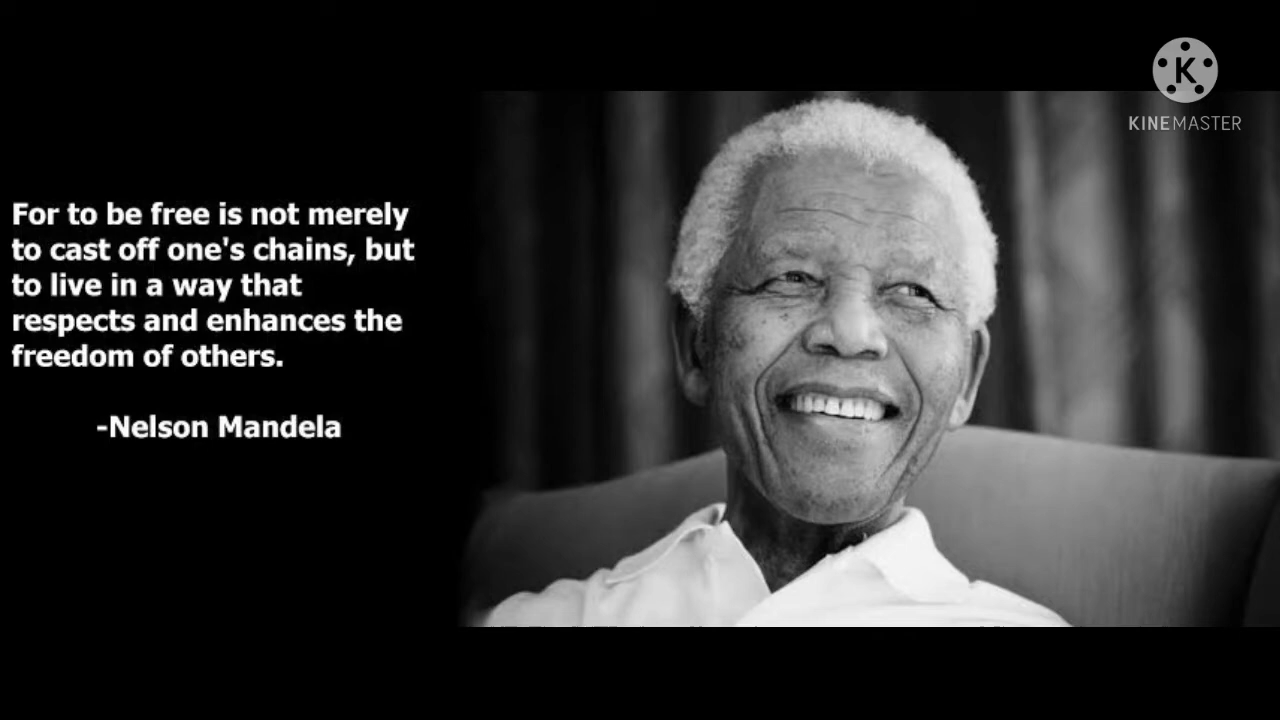 For to be free is not merely
to cast off one's chains, but
to live in a way that
respects and enhances the
freedom of others.
-Nelson Mandela
K
KINEMASTER